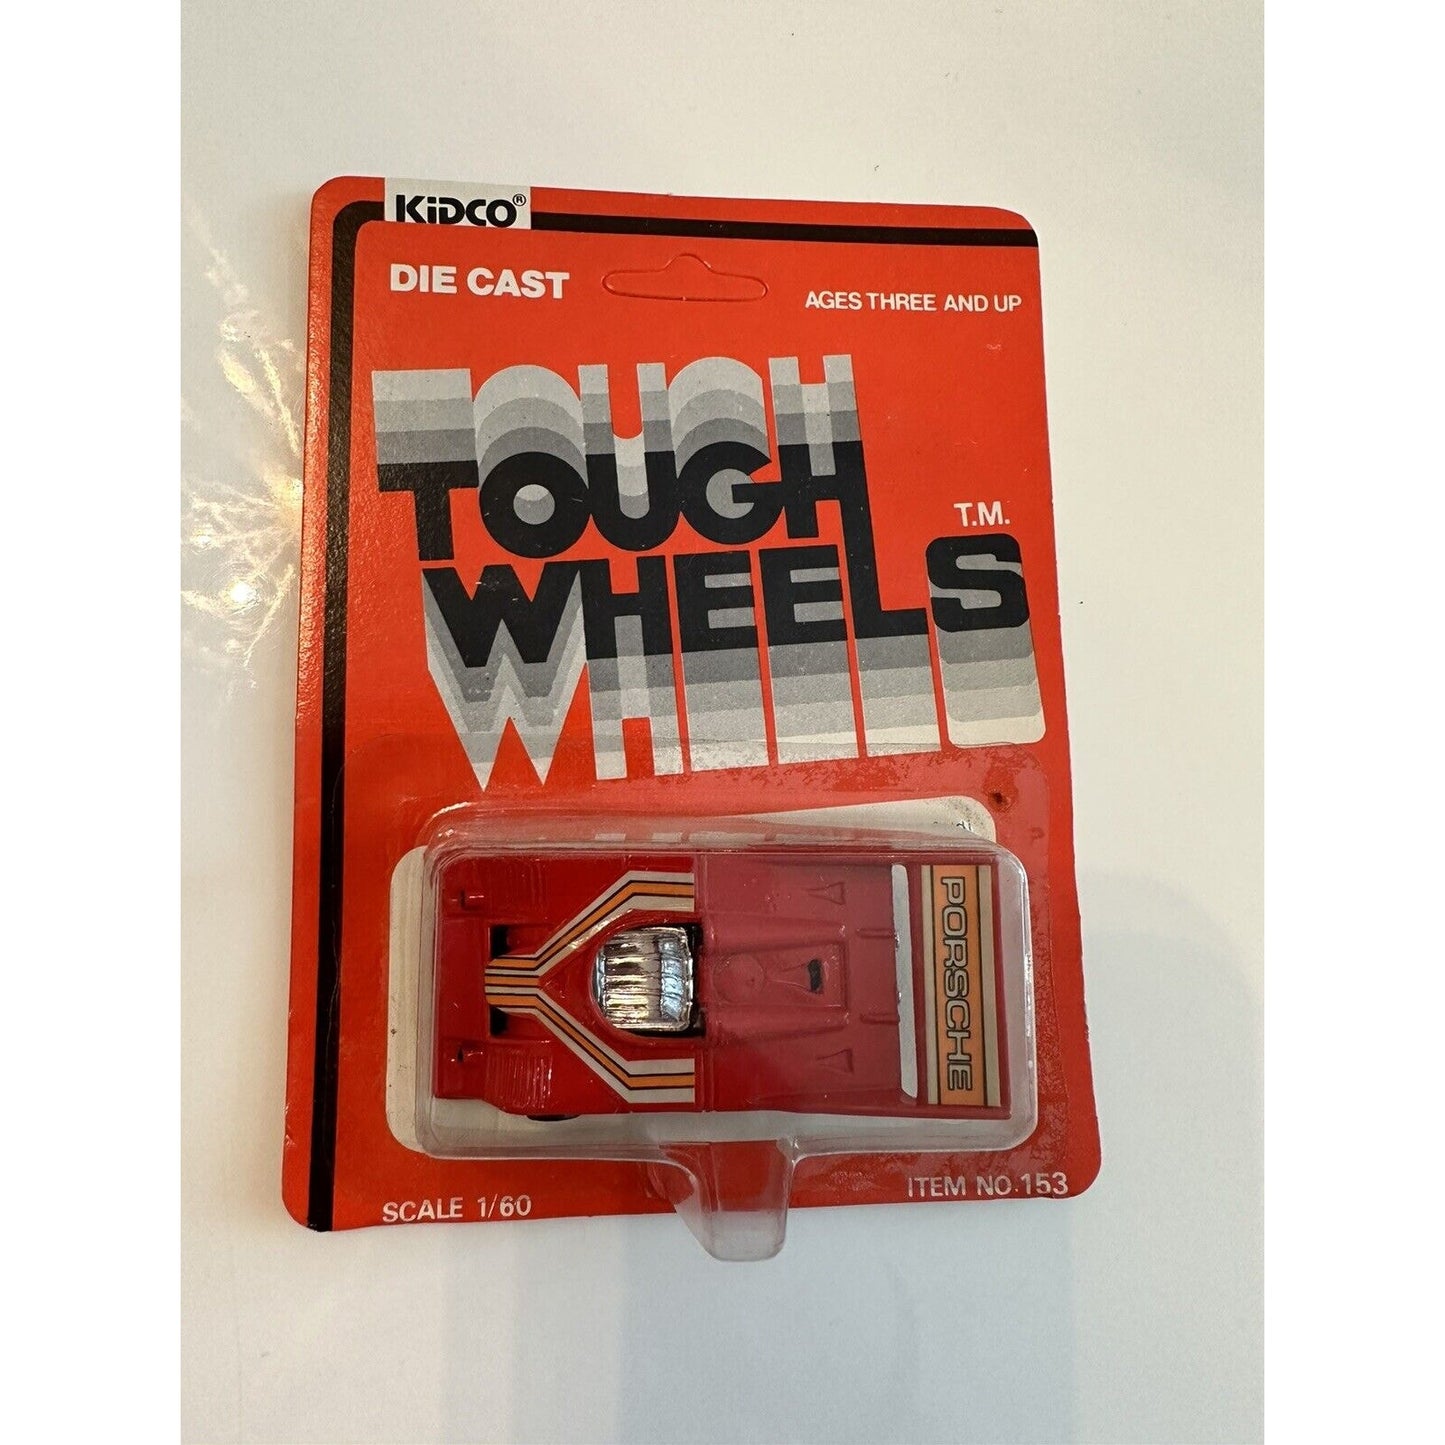 KiDCO®
DIE CAST
AGES THREE AND UP
TOUGH
WHEELS
T.M.
PORSCHE
SCALE 1/60
ITEM NO.153